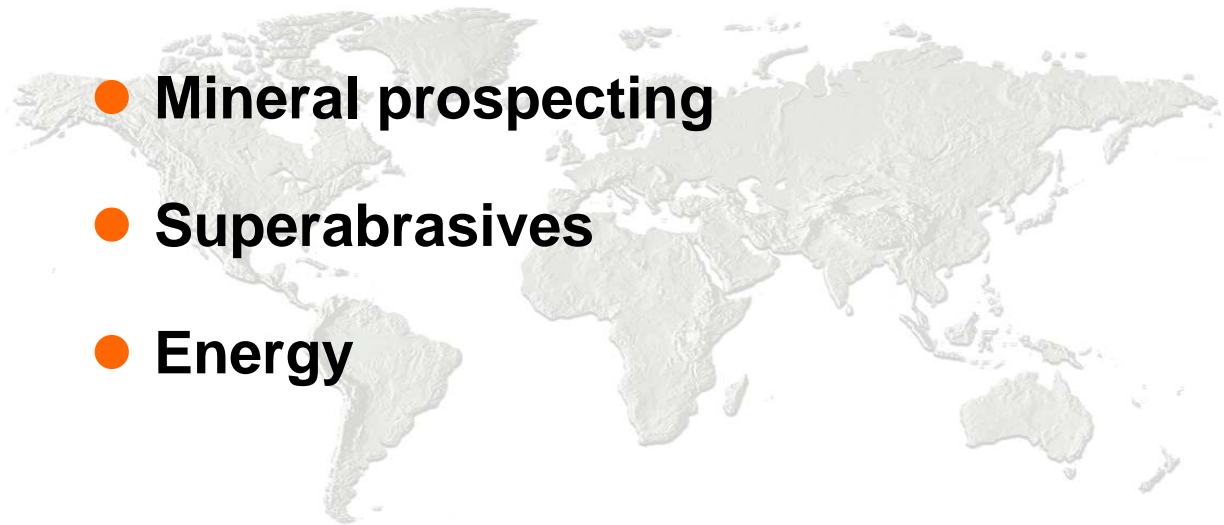 ● Mineral prospecting
● Superabrasives
● Energy